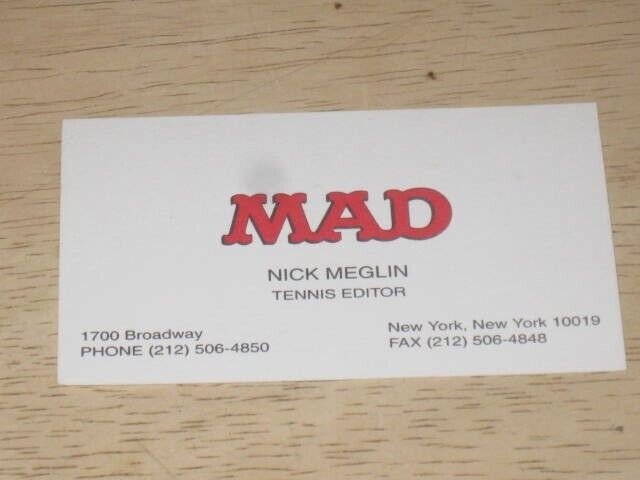 MAD
NICK MEGLIN
TENNIS EDITOR
1700 Broadway
PHONE (212) 506-4850
New York, New York 10019
FAX (212) 506-4848